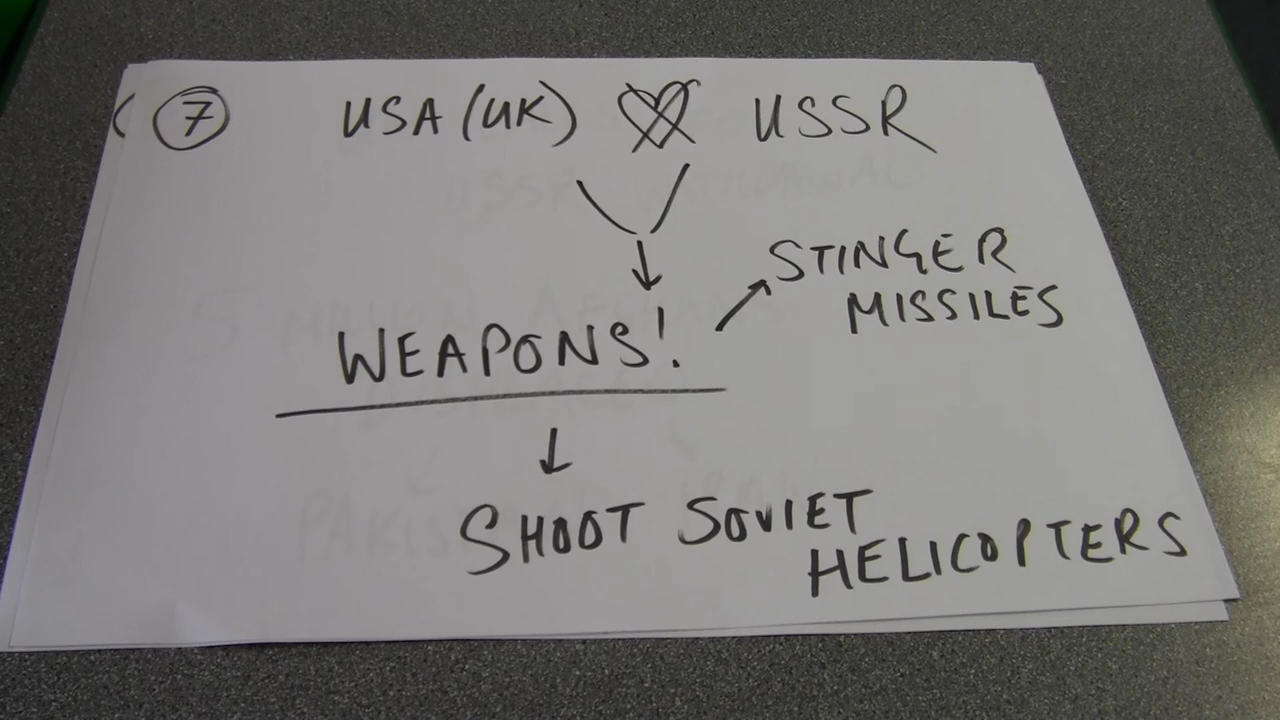 7 USA (UK) USSR
STINGER
MISSILES
WEAPONS!
SHOOT SOVIET
HELICOPTERS